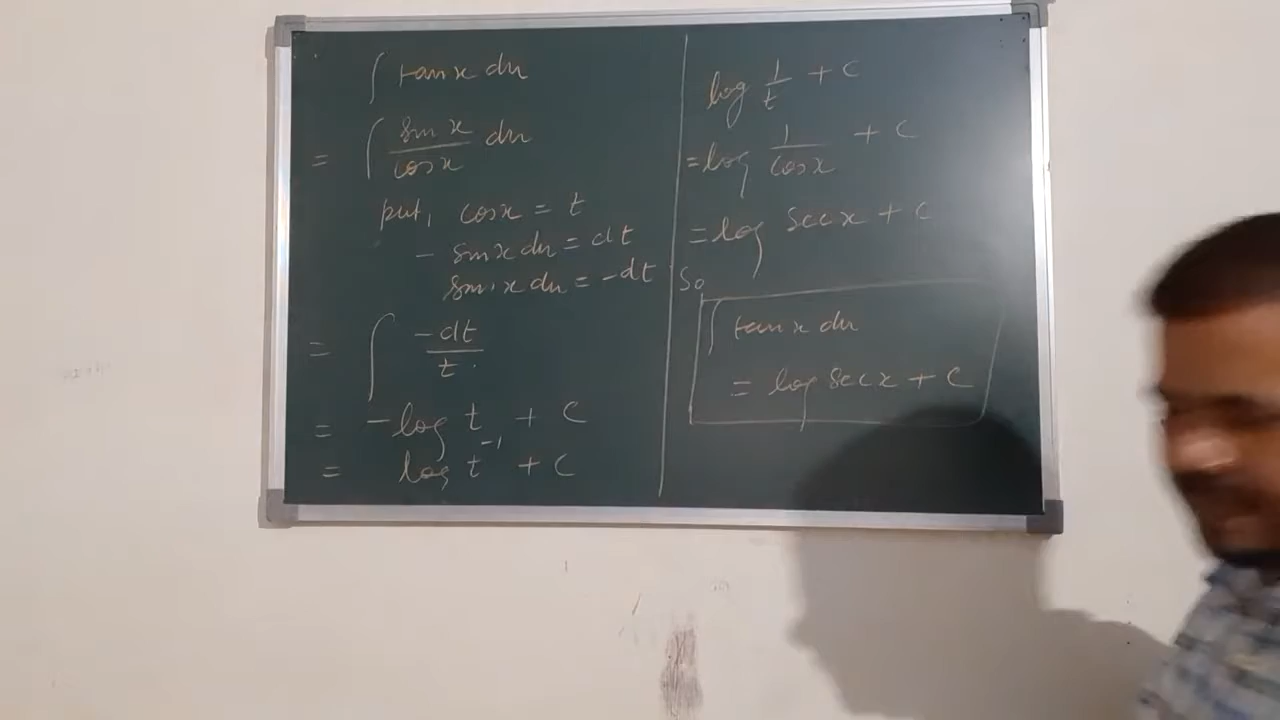 ∫ tan x dx
= ∫ sin x / cos x dx
put, cos x = t
- sin x dx = dt
sin x dx = -dt
= ∫ -dt / t
= -log t + c
= log t⁻¹ + c
log 1/t + c
= log 1/cos x + c
= log sec x + c
So
∫ tan x dx
= log sec x + c